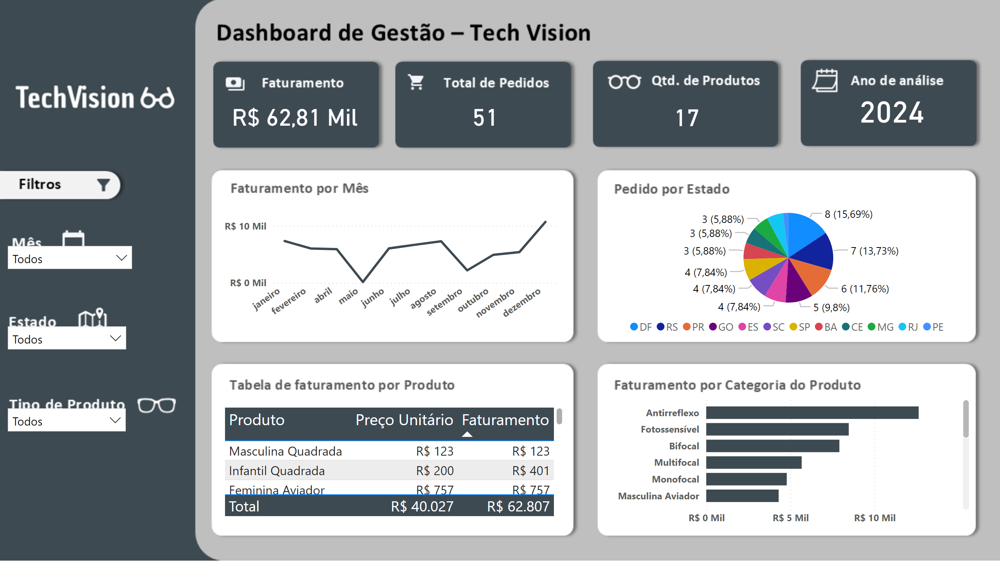 Dashboard de Gestão – Tech Vision
TechVision
Faturamento
R$ 62,81 Mil
Total de Pedidos
51
Qtd. de Produtos
17
Ano de análise
2024
Filtros
Mês
Todos
Estado
Todos
Tipo de Produto
Todos
Faturamento por Mês
R$ 10 Mil
R$ 0 Mil
janeiro
fevereiro
abril
maio
junho
julho
agosto
setembro
outubro
novembro
dezembro
Pedido por Estado
8 (15,69%)
7 (13,73%)
6 (11,76%)
5 (9,8%)
4 (7,84%)
4 (7,84%)
4 (7,84%)
3 (5,88%)
3 (5,88%)
3 (5,88%)
DF RS PR GO ES SC SP BA CE MG RJ PE
Tabela de faturamento por Produto
Produto Preço Unitário Faturamento
Masculina Quadrada R$ 123 R$ 123
Infantil Quadrada R$ 200 R$ 401
Feminina Aviador R$ 757 R$ 757
Total R$ 40.027 R$ 62.807
Faturamento por Categoria do Produto
Antirreflexo
Fotossensível
Bifocal
Multifocal
Monofocal
Masculina Aviador
R$ 0 Mil R$ 5 Mil R$ 10 Mil